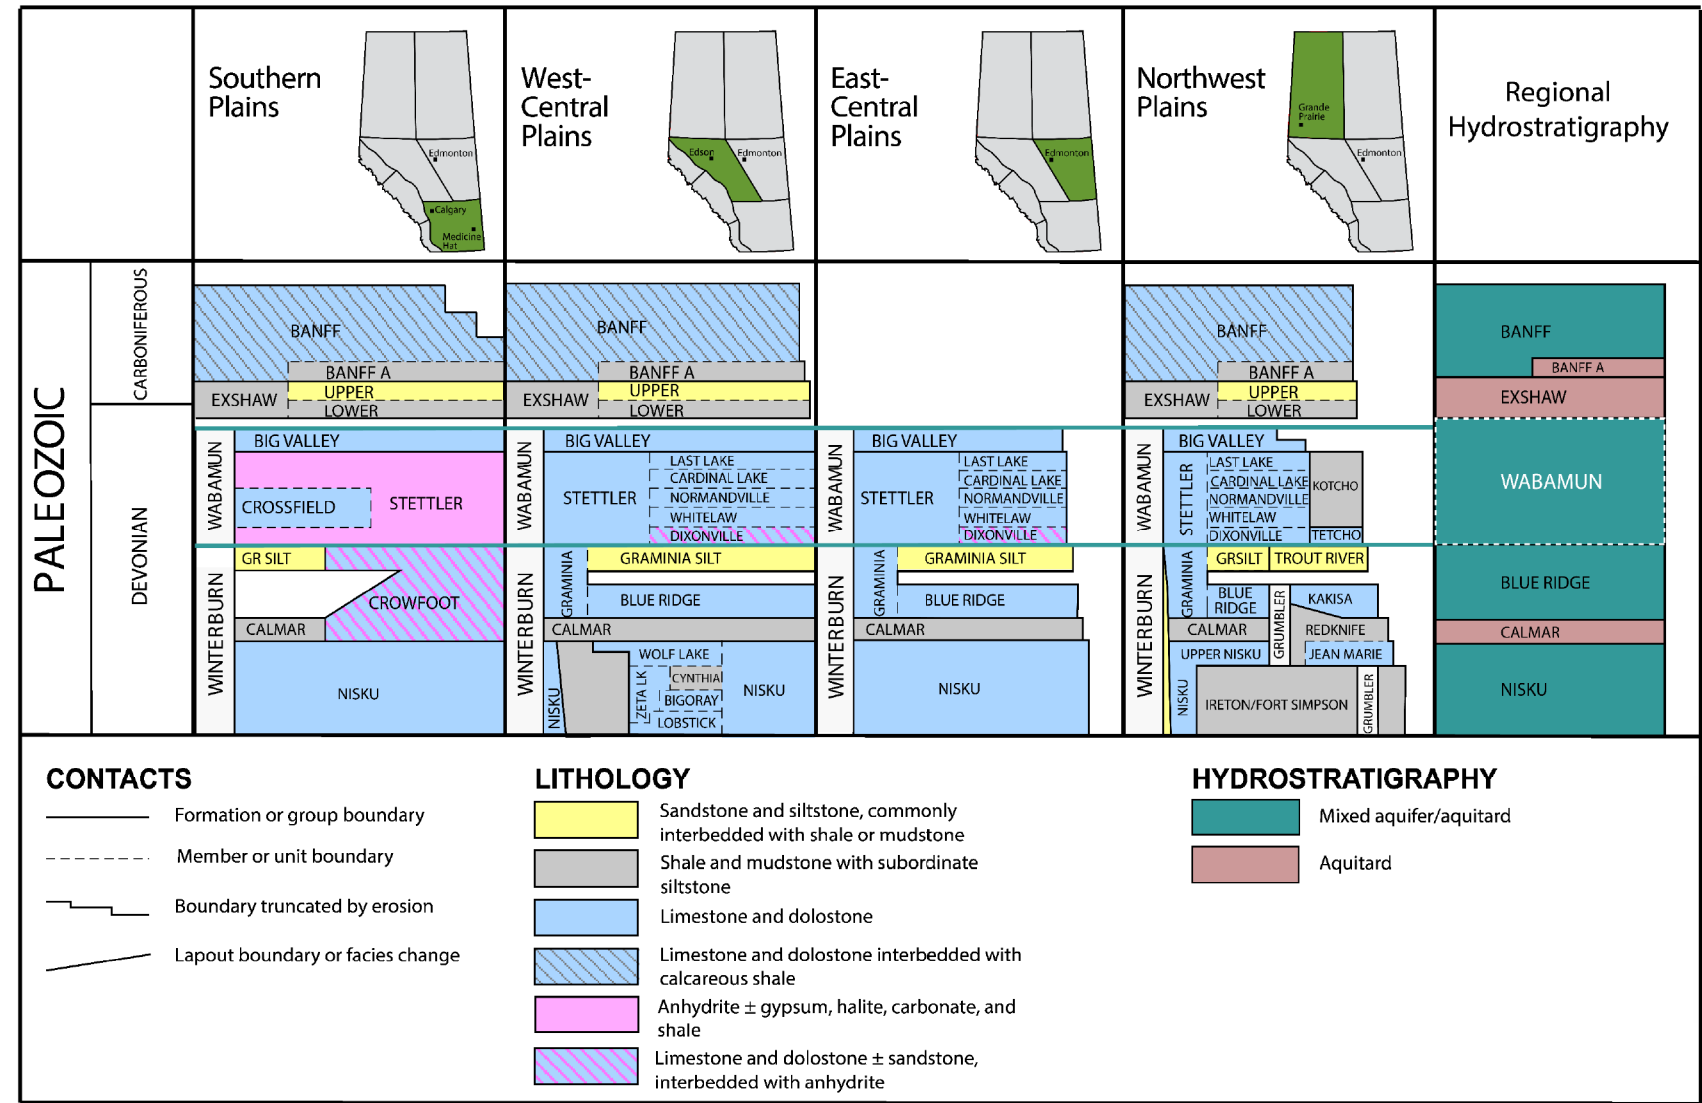 Southern
Plains
Edmonton
Calgary
Medicine
Hat
West-
Central
Plains
Edson
Edmonton
East-
Central
Plains
Edmonton
Northwest
Plains
Grande
Prairie
Edmonton
Regional
Hydrostratigraphy
PALEOZOIC
CARBONIFEROUS
DEVONIAN
BANFF
BANFF A
EXSHAW
UPPER
LOWER
WABAMUN
BIG VALLEY
CROSSFIELD
STETTLER
WINTERBURN
GR SILT
CROWFOOT
CALMAR
NISKU
BANFF
BANFF A
EXSHAW
UPPER
LOWER
WABAMUN
BIG VALLEY
STETTLER
LAST LAKE
CARDINAL LAKE
NORMANDVILLE
WHITELAW
DIXONVILLE
WINTERBURN
GRAMINIA
GRAMINIA SILT
BLUE RIDGE
CALMAR
NISKU
WOLF LAKE
ZETA LK
CYNTHIA
BIGORAY
LOBSTICK
NISKU
WABAMUN
BIG VALLEY
STETTLER
LAST LAKE
CARDINAL LAKE
NORMANDVILLE
WHITELAW
DIXONVILLE
WINTERBURN
GRAMINIA
GRAMINIA SILT
BLUE RIDGE
CALMAR
NISKU
BANFF
BANFF A
EXSHAW
UPPER
LOWER
WABAMUN
BIG VALLEY
STETTLER
LAST LAKE
CARDINAL LAKE
NORMANDVILLE
WHITELAW
DIXONVILLE
KOTCHO
TETCHO
WINTERBURN
GRAMINIA
GRSILT
TROUT RIVER
BLUE
RIDGE
GRUMBLER
KAKISA
CALMAR
REDKNIFE
UPPER NISKU
JEAN MARIE
NISKU
IRETON/FORT SIMPSON
GRUMBLER
BANFF
BANFF A
EXSHAW
WABAMUN
BLUE RIDGE
CALMAR
NISKU
CONTACTS
Formation or group boundary
Member or unit boundary
Boundary truncated by erosion
Lapout boundary or facies change
LITHOLOGY
Sandstone and siltstone, commonly
interbedded with shale or mudstone
Shale and mudstone with subordinate
siltstone
Limestone and dolostone
Limestone and dolostone interbedded with
calcareous shale
Anhydrite ± gypsum, halite, carbonate, and
shale
Limestone and dolostone ± sandstone,
interbedded with anhydrite
HYDROSTRATIGRAPHY
Mixed aquifer/aquitard
Aquitard